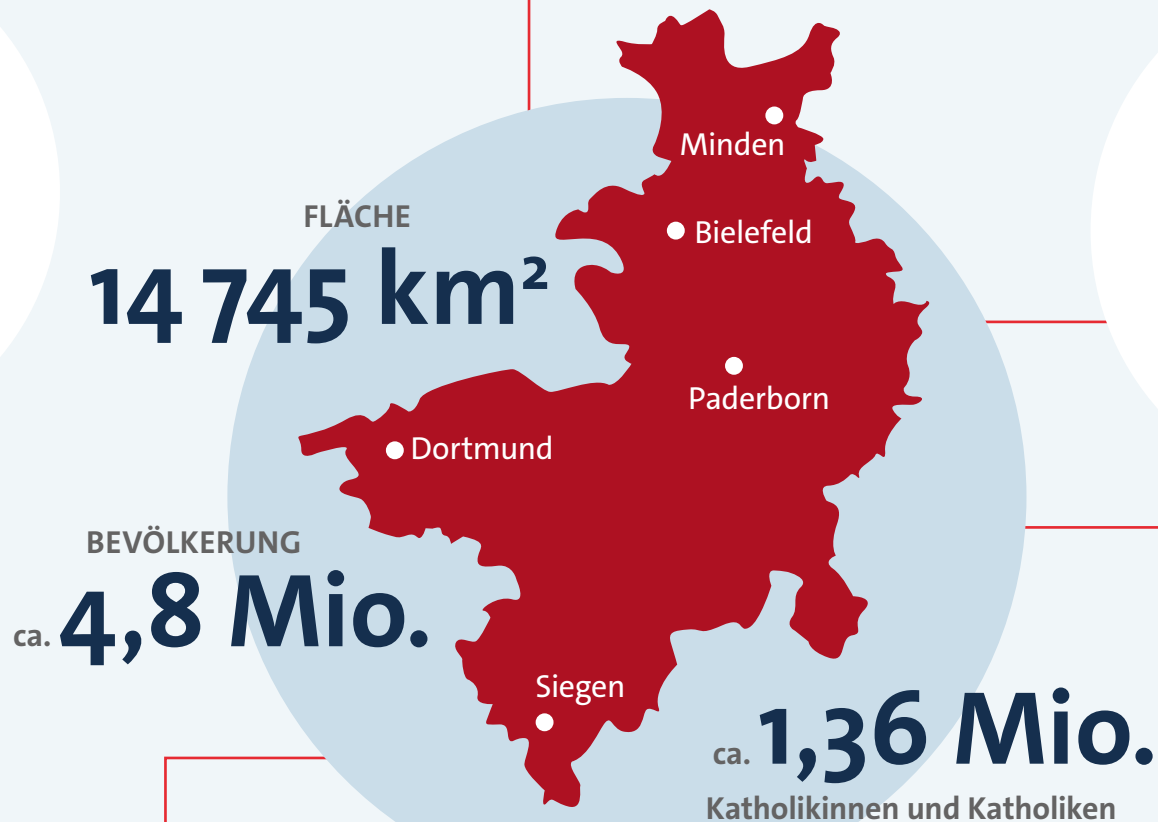 Minden
Bielefeld
FLÄCHE
14 745 km²
Paderborn
Dortmund
BEVÖLKERUNG
ca. 4,8 Mio.
Siegen
ca. 1,36 Mio.
Katholikinnen und Katholiken